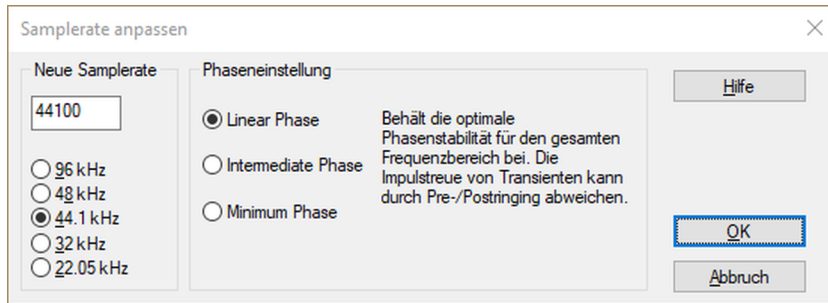 Samplerate anpassen
Neue Samplerate
44100
96 kHz
48 kHz
44.1 kHz
32 kHz
22.05 kHz
Phaseneinstellung
Linear Phase
Intermediate Phase
Minimum Phase
Behält die optimale
Phasenstabilität für den gesamten
Frequenzbereich bei. Die
Impulstreue von Transienten kann
durch Pre-/Postringing abweichen.
Hilfe
OK
Abbruch